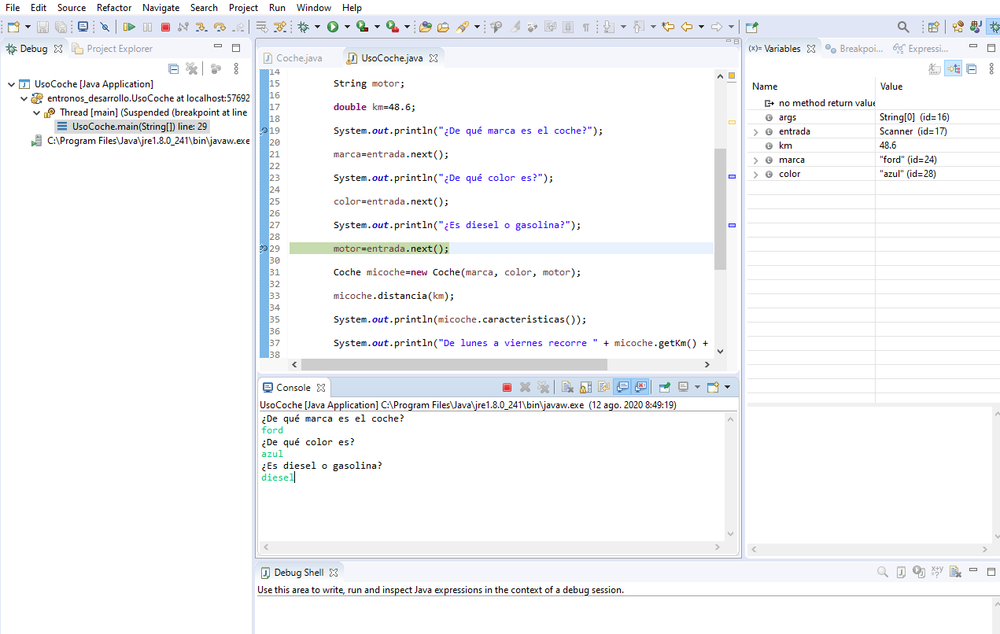 File Edit Source Refactor Navigate Search Project Run Window Help
Debug Project Explorer
UsoCoche [Java Application]
entronos_desarrollo.UsoCoche at localhost:57692
Thread [main] (Suspended (breakpoint at line
UsoCoche.main(String[]) line: 29
C:\Program Files\Java\jre1.8.0_241\bin\javaw.exe
Coche.java UsoCoche.java
14
15 String motor;
16
17 double km=48.6;
18
19 System.out.println("¿De qué marca es el coche?");
20
21 marca=entrada.next();
22
23 System.out.println("¿De qué color es?");
24
25 color=entrada.next();
26
27 System.out.println("¿Es diesel o gasolina?");
28
29 motor=entrada.next();
30
31 Coche micoche=new Coche(marca, color, motor);
32
33 micoche.distancia(km);
34
35 System.out.println(micoche.caracteristicas());
36
37 System.out.println("De lunes a viernes recorre " + micoche.getKm() +
38
Console
UsoCoche [Java Application] C:\Program Files\Java\jre1.8.0_241\bin\javaw.exe (12 ago. 2020 8:49:19)
¿De qué marca es el coche?
ford
¿De qué color es?
azul
¿Es diesel o gasolina?
diesel
Debug Shell
Use this area to write, run and inspect Java expressions in the context of a debug session.
(x)= Variables Breakpoi... Expressi...
Name Value
no method return value
args String[0] (id=16)
entrada Scanner (id=17)
km 48.6
marca "ford" (id=24)
color "azul" (id=28)